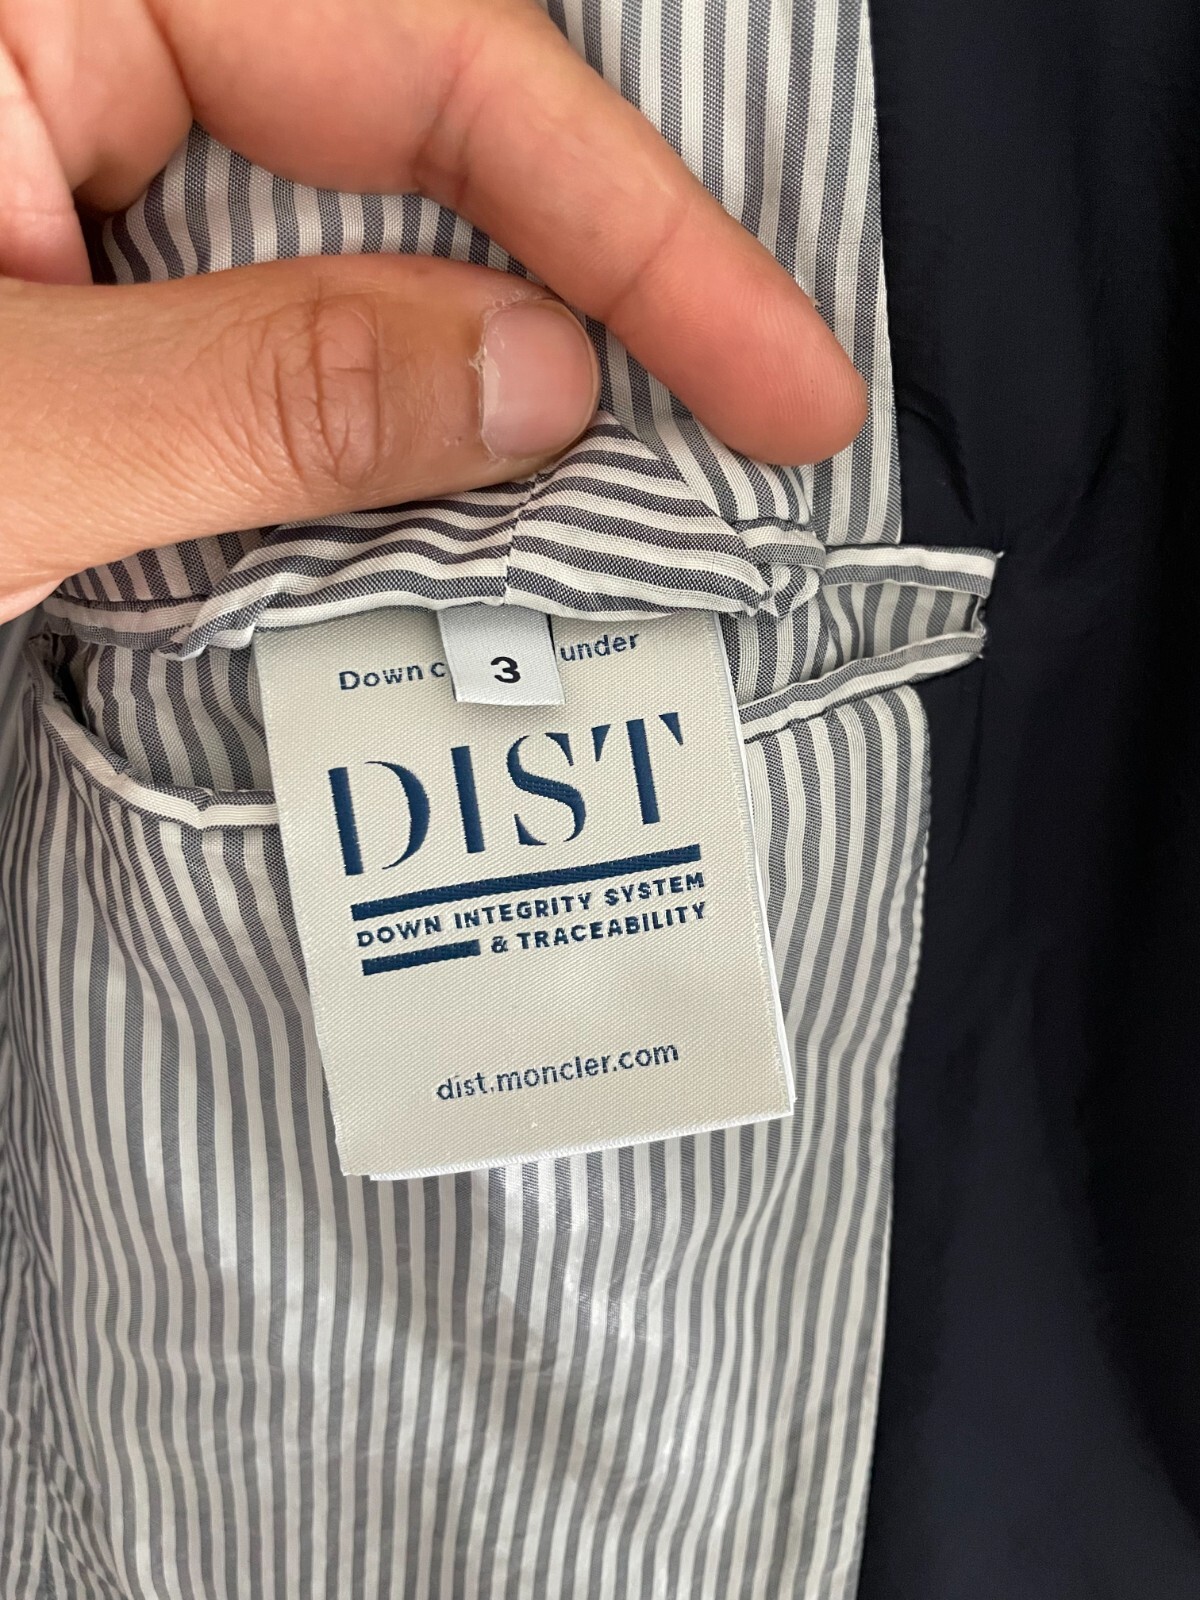 Down c under
3
DIST
DOWN INTEGRITY SYSTEM
& TRACEABILITY
dist.moncler.com